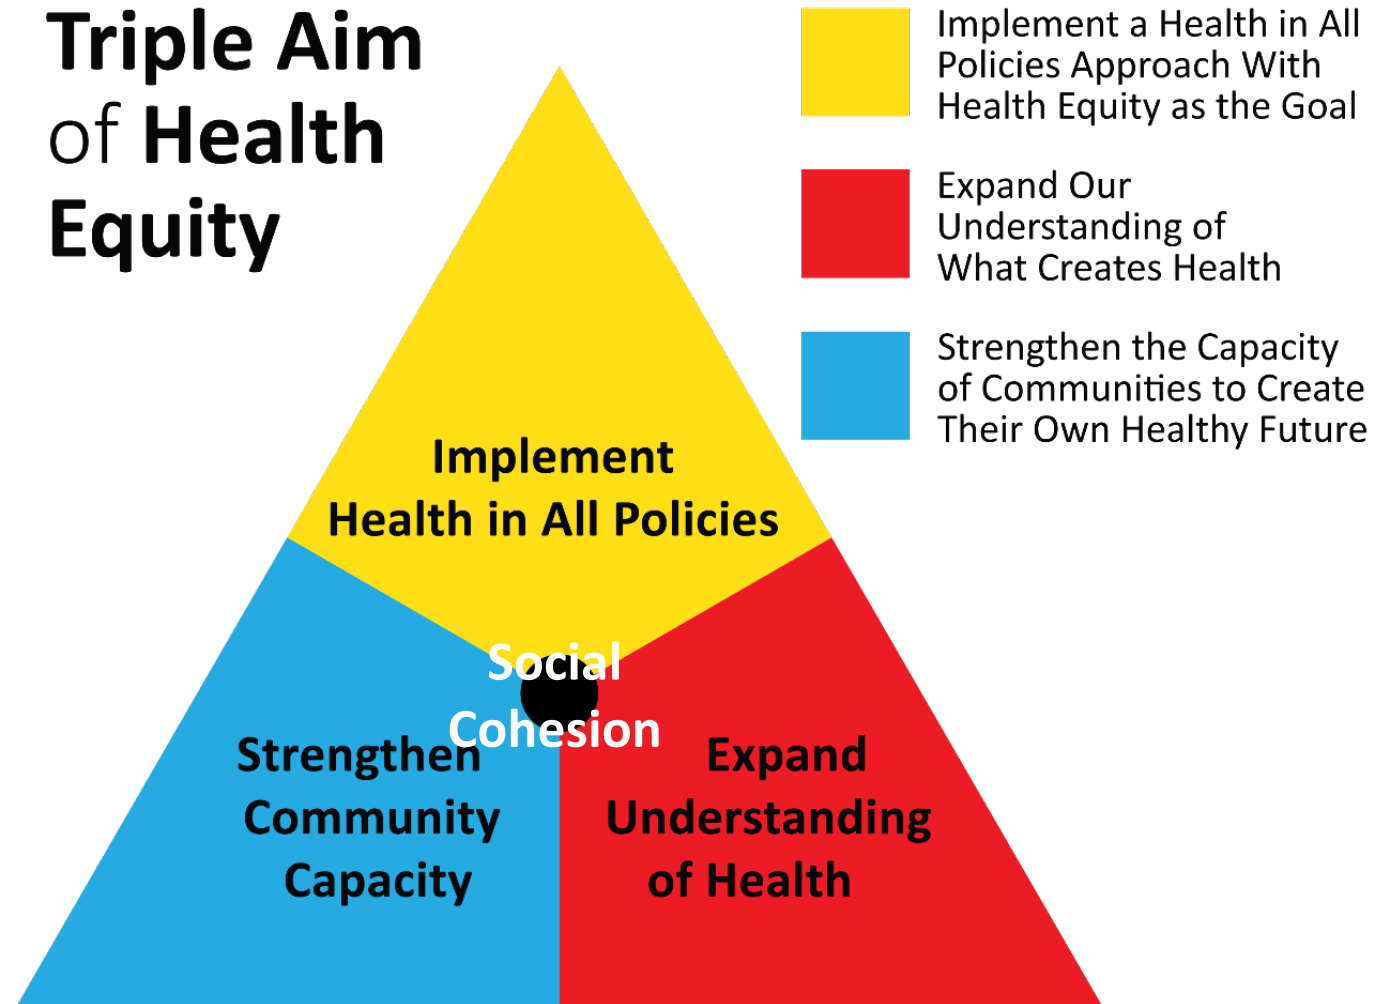 Triple Aim
of Health
Equity
Implement a Health in All
Policies Approach With
Health Equity as the Goal
Expand Our
Understanding of
What Creates Health
Strengthen the Capacity
of Communities to Create
Their Own Healthy Future
Implement
Health in All Policies
Social
Cohesion
Strengthen
Community
Capacity
Expand
Understanding
of Health